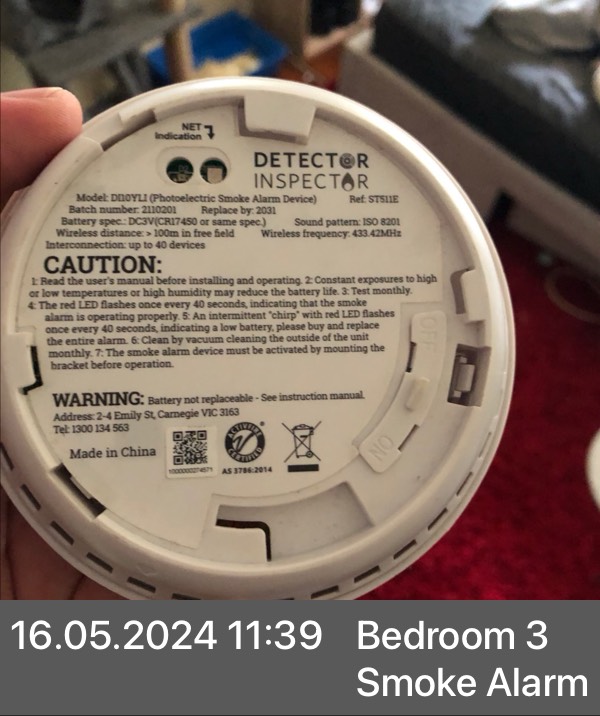 NET
Indication
DETECTOR
INSPECTOR
Model: DI10YLI (Photoelectric Smoke Alarm Device) Ref: ST511E
Batch number: 2110201 Replace by: 2031
Battery spec.: DC3V(CR17450 or same spec.) Sound pattern: ISO 8201
Wireless distance: > 100m in free field Wireless frequency: 433.42MHz
Interconnection: up to 40 devices
CAUTION:
1: Read the user's manual before installing and operating. 2: Constant exposures to high
or low temperatures or high humidity may reduce the battery life. 3: Test monthly.
4: The red LED flashes once every 40 seconds, indicating that the smoke
alarm is operating properly. 5: An intermittent "chirp" with red LED flashes
once every 40 seconds, indicating a low battery, please buy and replace
the entire alarm. 6: Clean by vacuum cleaning the outside of the unit
monthly. 7: The smoke alarm device must be activated by mounting the
bracket before operation.
OFF
WARNING: Battery not replaceable - See instruction manual.
Address: 2-4 Emily St, Carnegie VIC 3163
Tel: 1300 134 563
ON
Made in China
ACTIVFIRE
CERTIFIED
1000000274571
AS 3786:2014
16.05.2024 11:39 Bedroom 3
Smoke Alarm